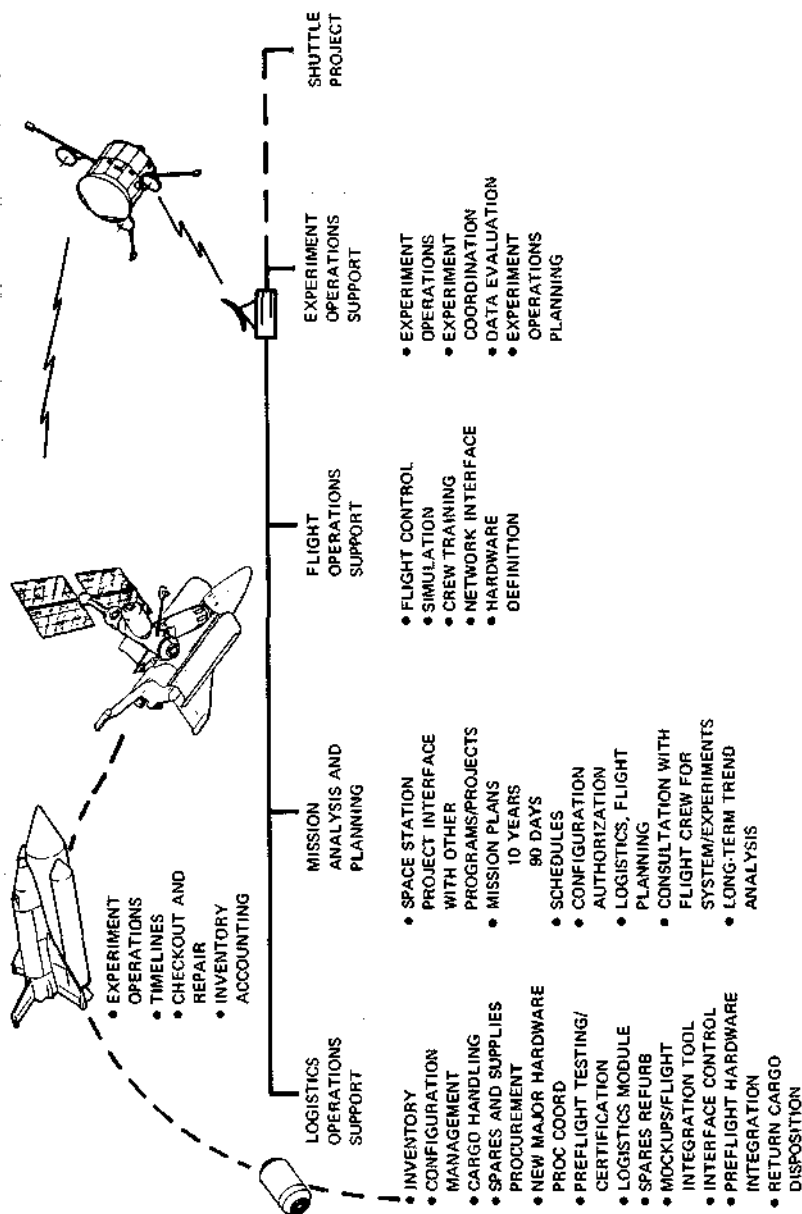 • EXPERIMENT
OPERATIONS
• TIMELINES
• CHECKOUT AND
REPAIR
• INVENTORY
ACCOUNTING
LOGISTICS
OPERATIONS
SUPPORT
• INVENTORY
• CONFIGURATION
MANAGEMENT
• CARGO HANDLING
• SPARES AND SUPPLIES
PROCUREMENT
• NEW MAJOR HARDWARE
PROC COORD
• PREFLIGHT TESTING/
CERTIFICATION
• LOGISTICS MODULE
• SPARES REFURB
• MOCKUPS/FLIGHT
INTEGRATION TOOL
• INTERFACE CONTROL
• PREFLIGHT HARDWARE
INTEGRATION
• RETURN CARGO
DISPOSITION
MISSION
ANALYSIS AND
PLANNING
• SPACE STATION
PROJECT INTERFACE
WITH OTHER
PROGRAMS/PROJECTS
• MISSION PLANS
10 YEARS
90 DAYS
• SCHEDULES
• CONFIGURATION
AUTHORIZATION
• LOGISTICS, FLIGHT
PLANNING
• CONSULTATION WITH
FLIGHT CREW FOR
SYSTEM/EXPERIMENTS
• LONG-TERM TREND
ANALYSIS
FLIGHT
OPERATIONS
SUPPORT
• FLIGHT CONTROL
• SIMULATION
• CREW TRAINING
• NETWORK INTERFACE
• HARDWARE
DEFINITION
EXPERIMENT
OPERATIONS
SUPPORT
• EXPERIMENT
OPERATIONS
• EXPERIMENT
COORDINATION
• DATA EVALUATION
• EXPERIMENT
OPERATIONS
PLANNING
SHUTTLE
PROJECT